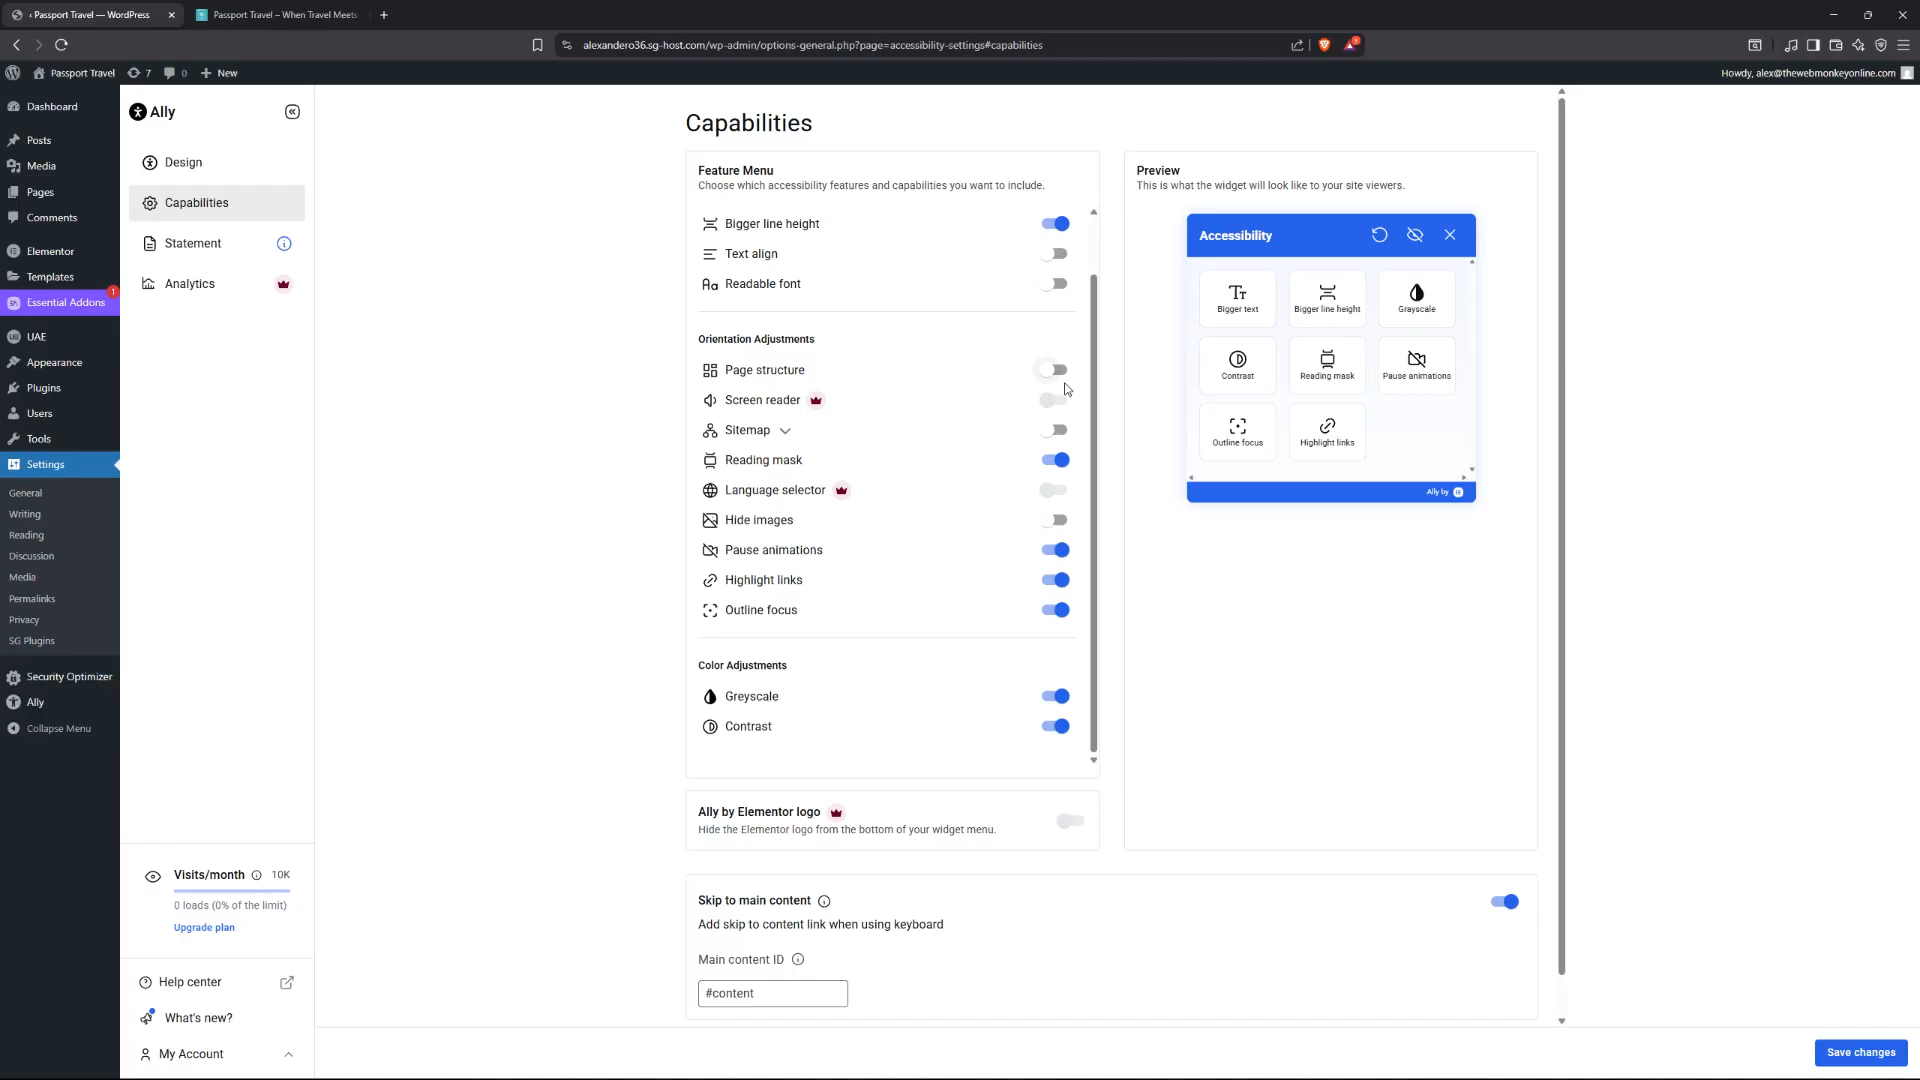 ‹ Passport Travel — WordPress
Passport Travel – When Travel Meets
alexandero36.sg-host.com/wp-admin/options-general.php?page=accessibility-settings#capabilities
Passport Travel
7
0
New
Howdy, alex@thewebmonkeyonline.com
Dashboard
Posts
Media
Pages
Comments
Elementor
Templates
Essential Addons
1
UAE
Appearance
Plugins
Users
Tools
Settings
General
Writing
Reading
Discussion
Media
Permalinks
Privacy
SG Plugins
Security Optimizer
Ally
Collapse Menu
Ally
Design
Capabilities
Statement
Analytics
Visits/month
10K
0 loads (0% of the limit)
Upgrade plan
Help center
What's new?
My Account
Capabilities
Feature Menu
Choose which accessibility features and capabilities you want to include.
Bigger line height
Text align
Readable font
Orientation Adjustments
Page structure
Screen reader
Sitemap
Reading mask
Language selector
Hide images
Pause animations
Highlight links
Outline focus
Color Adjustments
Greyscale
Contrast
Ally by Elementor logo
Hide the Elementor logo from the bottom of your widget menu.
Preview
This is what the widget will look like to your site viewers.
Accessibility
Bigger text
Bigger line height
Grayscale
Contrast
Reading mask
Pause animations
Outline focus
Highlight links
Ally by
Skip to main content
Add skip to content link when using keyboard
Main content ID
#content
Save changes